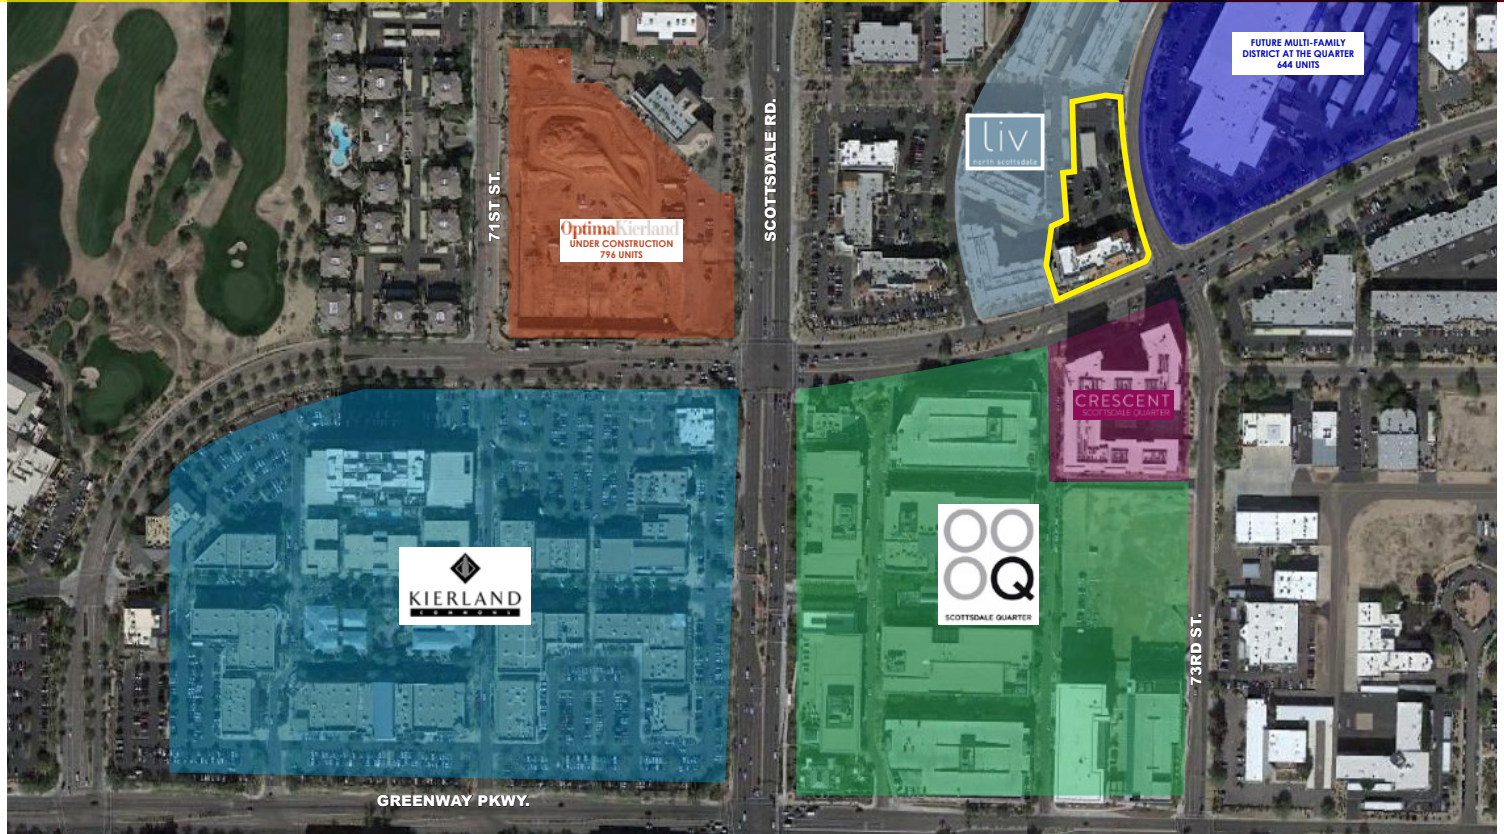 FUTURE MULTI-FAMILY
DISTRICT AT THE QUARTER
644 UNITS
liv
north scottsdale
SCOTTSDALE RD.
71ST ST.
OptimaKierland
UNDER CONSTRUCTION
796 UNITS
CRESCENT
SCOTTSDALE QUARTER
KIERLAND
COMMONS
Q
SCOTTSDALE QUARTER
73RD ST.
GREENWAY PKWY.